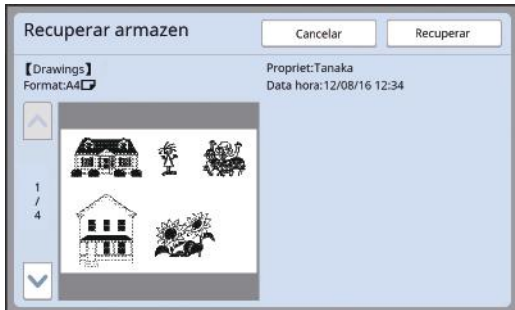 Recuperar armazen
Cancelar
Recuperar
【Drawings】
Format:A4
Propriet:Tanaka
Data hora:12/08/16 12:34
1
/
4